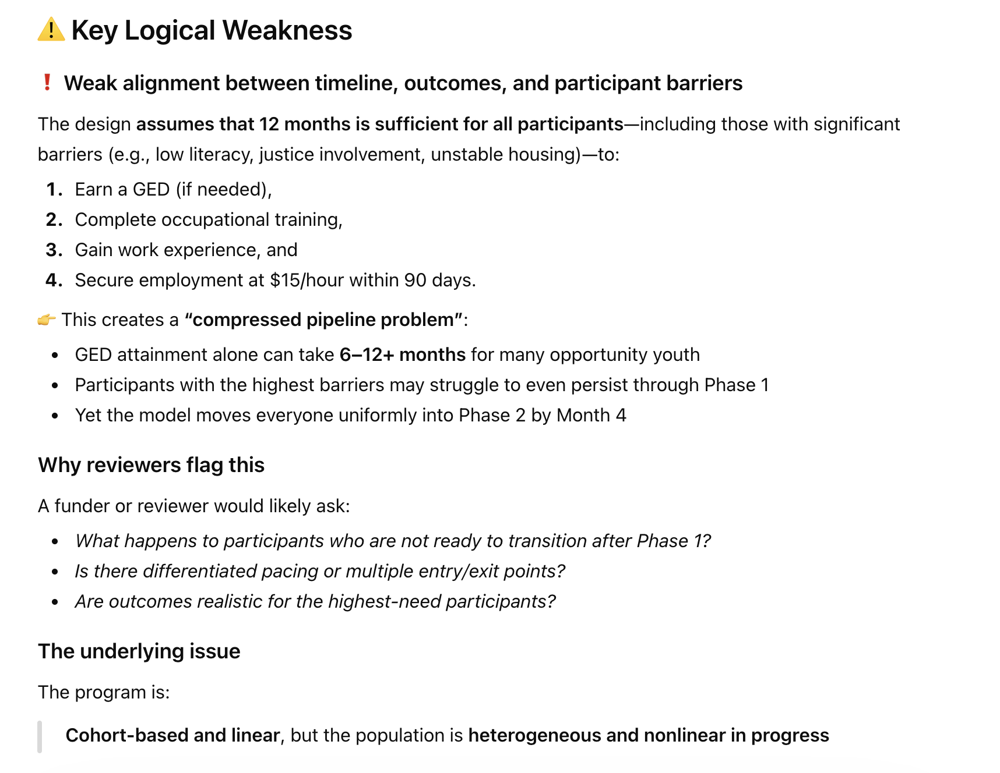 ⚠️ Key Logical Weakness
❗ Weak alignment between timeline, outcomes, and participant barriers
The design assumes that 12 months is sufficient for all participants—including those with significant
barriers (e.g., low literacy, justice involvement, unstable housing)—to:
1. Earn a GED (if needed),
2. Complete occupational training,
3. Gain work experience, and
4. Secure employment at $15/hour within 90 days.
👉 This creates a “compressed pipeline problem”:
• GED attainment alone can take 6–12+ months for many opportunity youth
• Participants with the highest barriers may struggle to even persist through Phase 1
• Yet the model moves everyone uniformly into Phase 2 by Month 4
Why reviewers flag this
A funder or reviewer would likely ask:
• What happens to participants who are not ready to transition after Phase 1?
• Is there differentiated pacing or multiple entry/exit points?
• Are outcomes realistic for the highest-need participants?
The underlying issue
The program is:
Cohort-based and linear, but the population is heterogeneous and nonlinear in progress